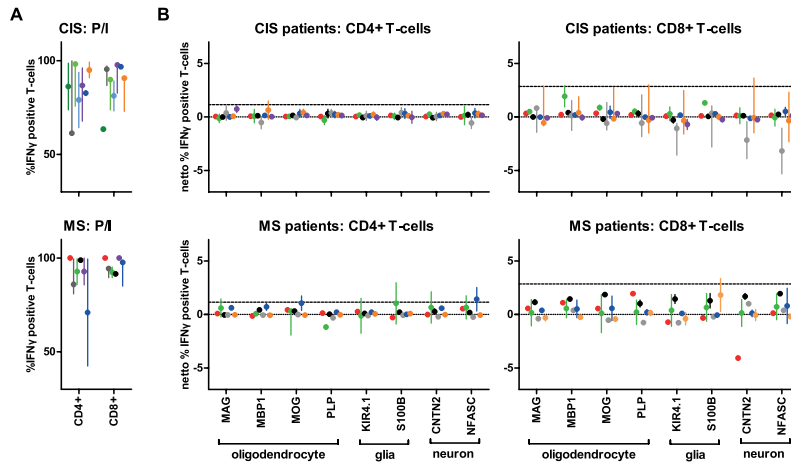 A
B
CIS: P/I
CIS patients: CD4+ T-cells
CIS patients: CD8+ T-cells
%IFNγ positive T-cells
100
50
netto % IFNγ positive T-cells
5
0
-5
5
0
-5
MS: P/I
MS patients: CD4+ T-cells
MS patients: CD8+ T-cells
%IFNγ positive T-cells
100
50
netto % IFNγ positive T-cells
5
0
-5
5
0
-5
CD4+
CD8+
MAG
MBP1
MOG
PLP
KIR4.1
S100B
CNTN2
NFASC
MAG
MBP1
MOG
PLP
KIR4.1
S100B
CNTN2
NFASC
oligodendrocyte
glia
neuron
oligodendrocyte
glia
neuron